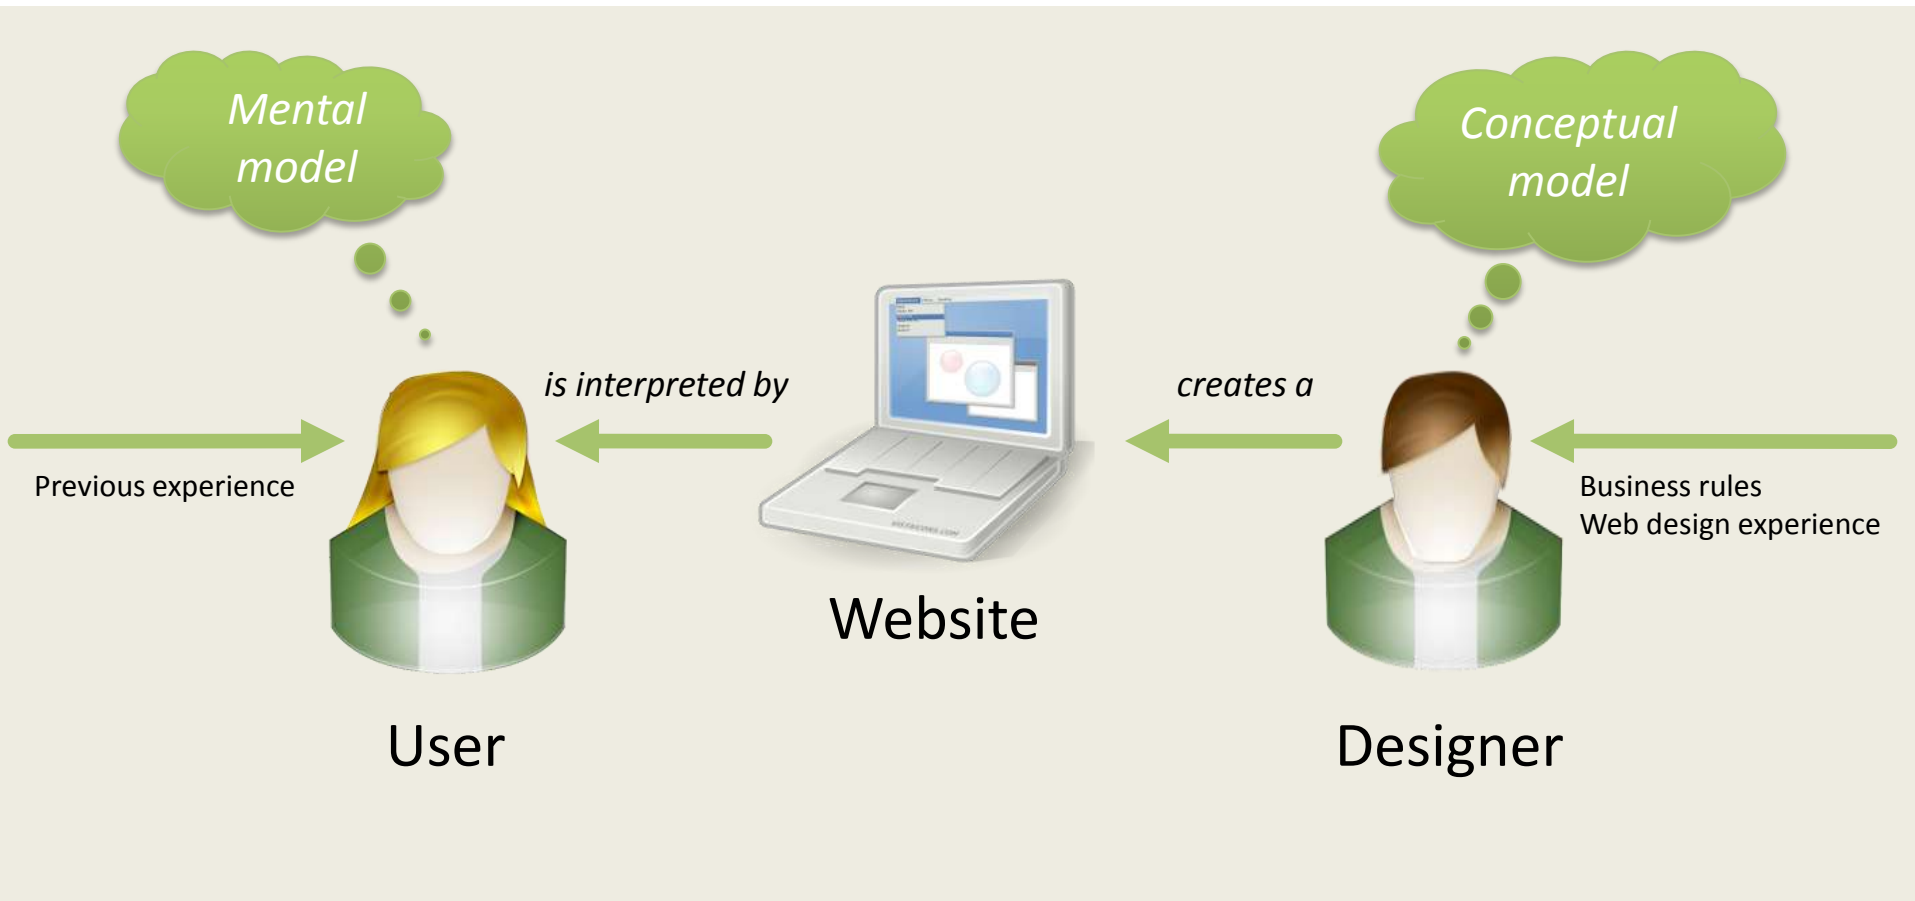 Mental
model
Conceptual
model
is interpreted by
creates a
Previous experience
Business rules
Web design experience
Website
User
Designer